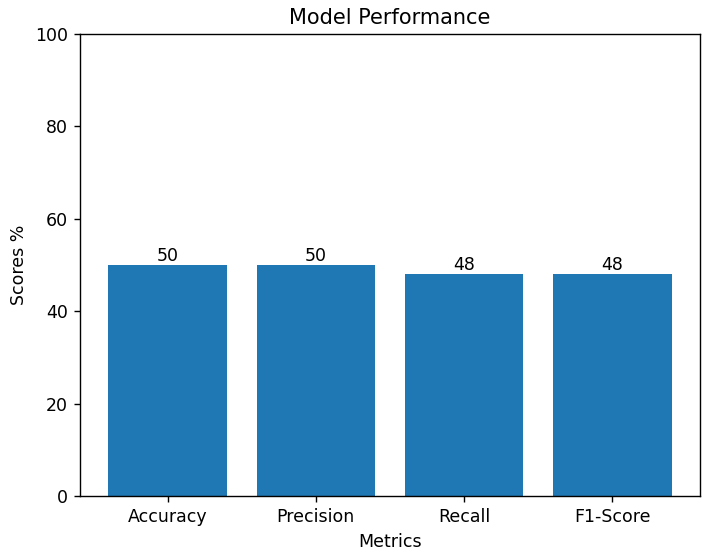 Model Performance
100
80
60
40
20
0
Scores %
50 50 48 48
Accuracy Precision Recall F1-Score
Metrics